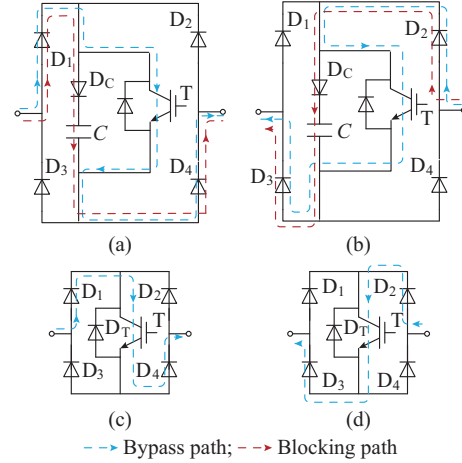 D1 D2 D1 D2
DC DC
T T
C C
D3 D4 D3 D4
(a) (b)
D1 D2 D1 D2
DT T DT T
D3 D4 D3 D4
(c) (d)
Bypass path; Blocking path